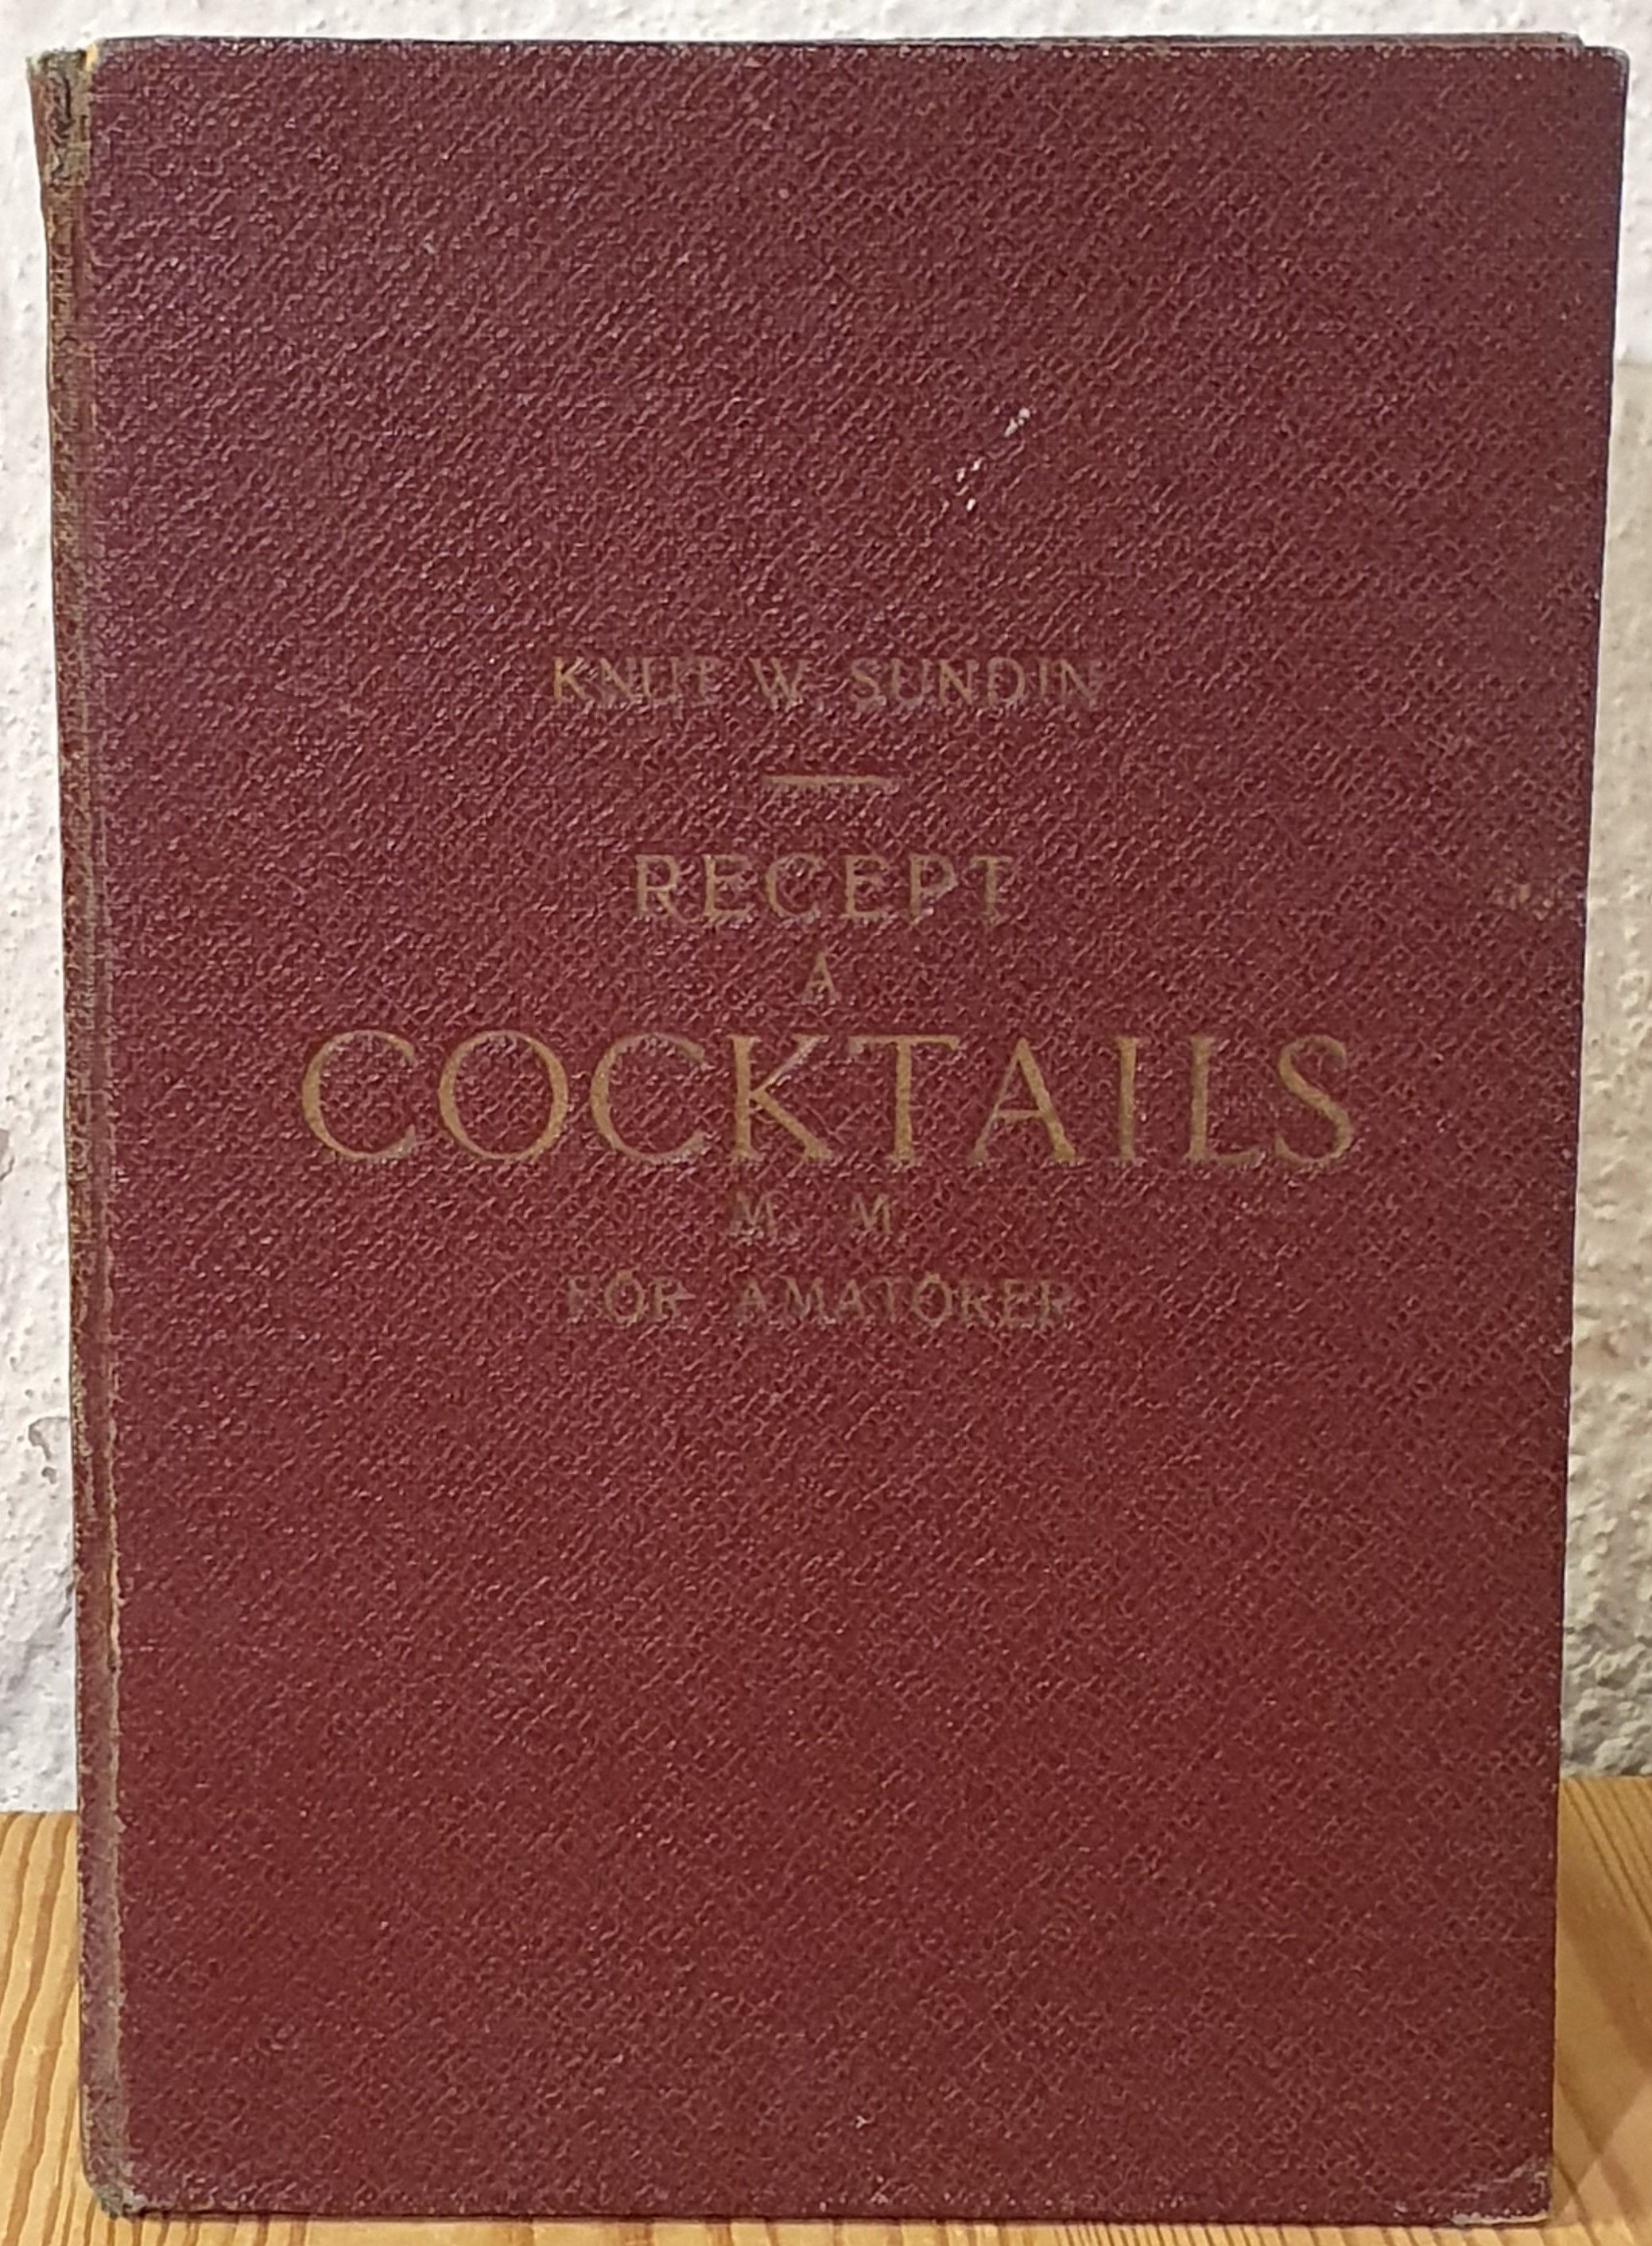 KNUT W. SUNDIN
RECEPT
A
COCKTAILS
M. M.
FÖR AMATÖRER